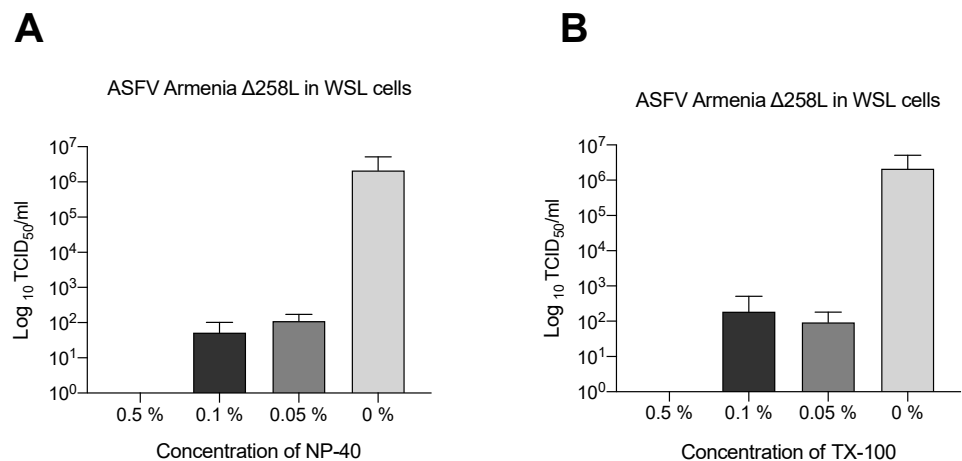 A
ASFV Armenia Δ258L in WSL cells
Log 10 TCID50/ml
10⁷
10⁶
10⁵
10⁴
10³
10²
10¹
10⁰
0.5 % 0.1 % 0.05 % 0 %
Concentration of NP-40
B
ASFV Armenia Δ258L in WSL cells
Log 10 TCID50/ml
10⁷
10⁶
10⁵
10⁴
10³
10²
10¹
10⁰
0.5 % 0.1 % 0.05 % 0 %
Concentration of TX-100